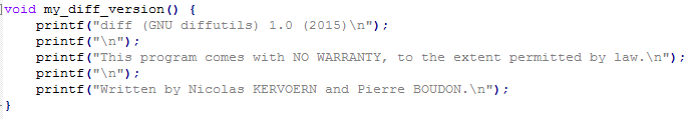 void my_diff_version() {
    printf("diff (GNU diffutils) 1.0 (2015)\n");
    printf("\n");
    printf("This program comes with NO WARRANTY, to the extent permitted by law.\n");
    printf("\n");
    printf("Written by Nicolas KERVOERN and Pierre BOUDON.\n");
}